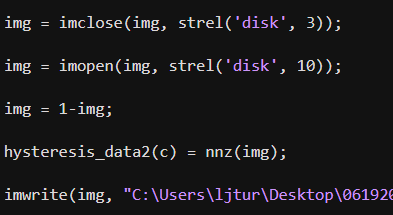 img = imclose(img, strel('disk', 3));
img = imopen(img, strel('disk', 10));
img = 1-img;
hysteresis_data2(c) = nnz(img);
imwrite(img, "C:\Users\ljtur\Desktop\061920